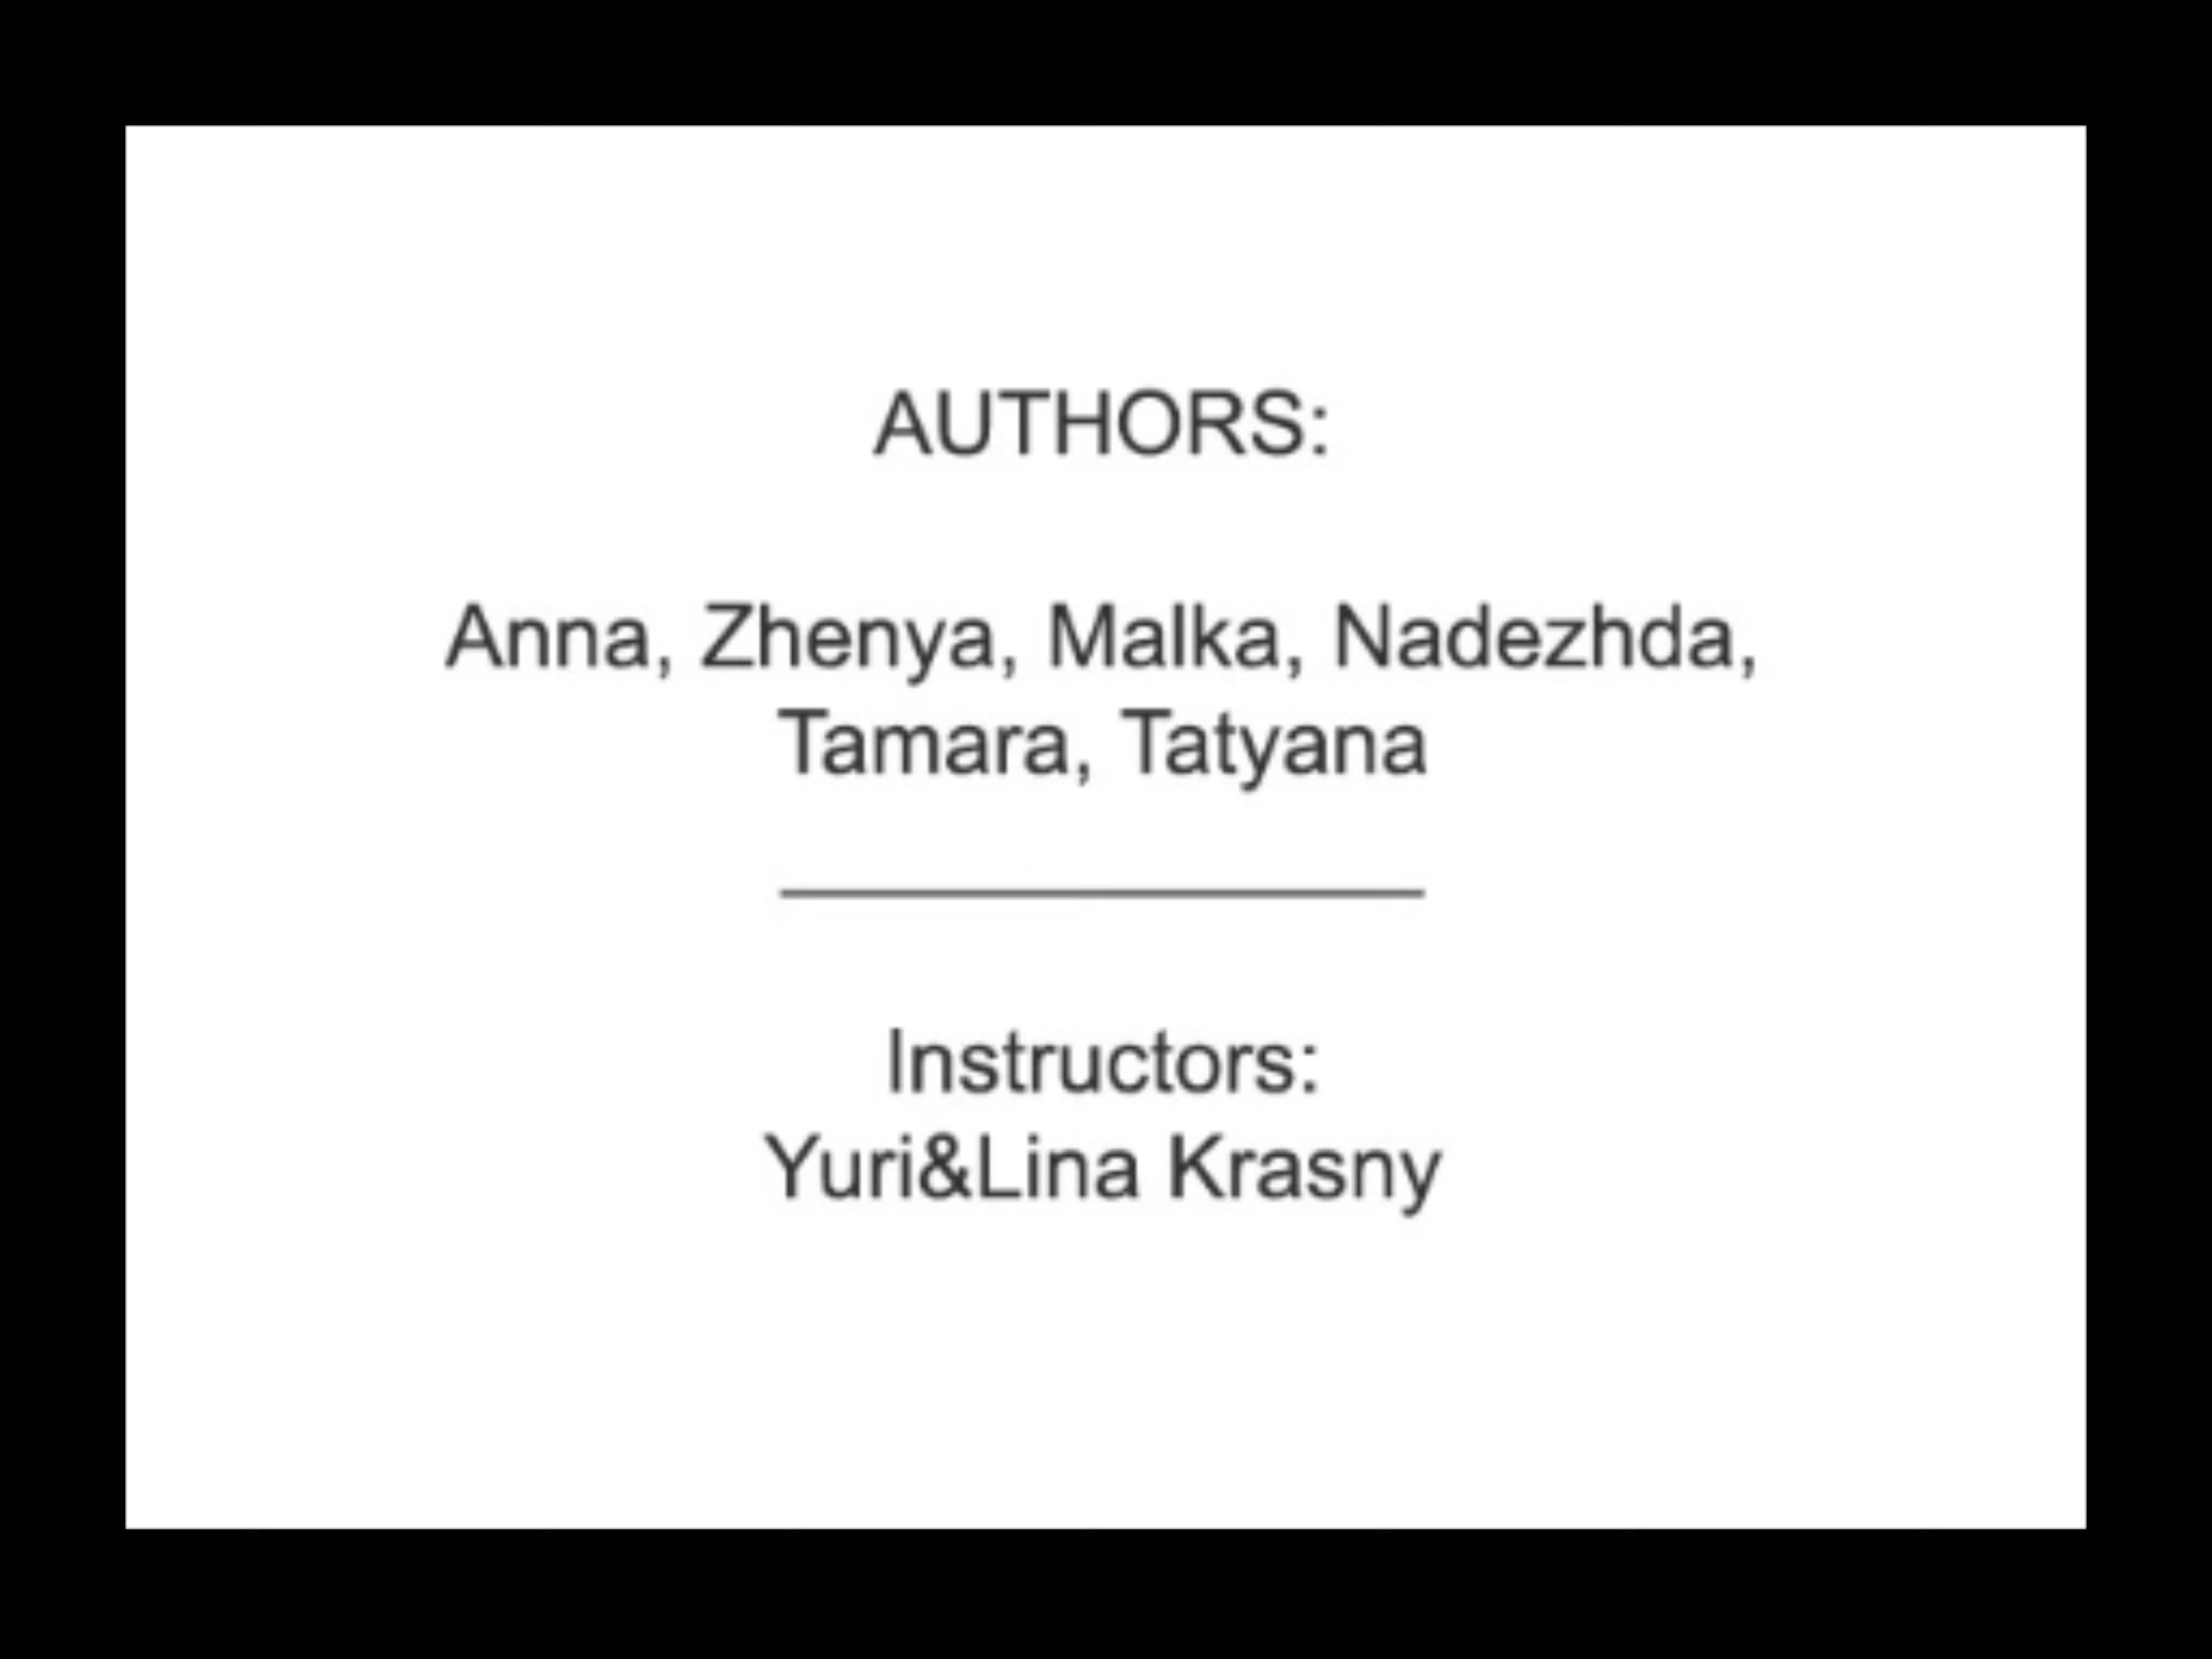 AUTHORS:
Anna, Zhenya, Malka, Nadezhda,
Tamara, Tatyana
Instructors:
Yuri&Lina Krasny